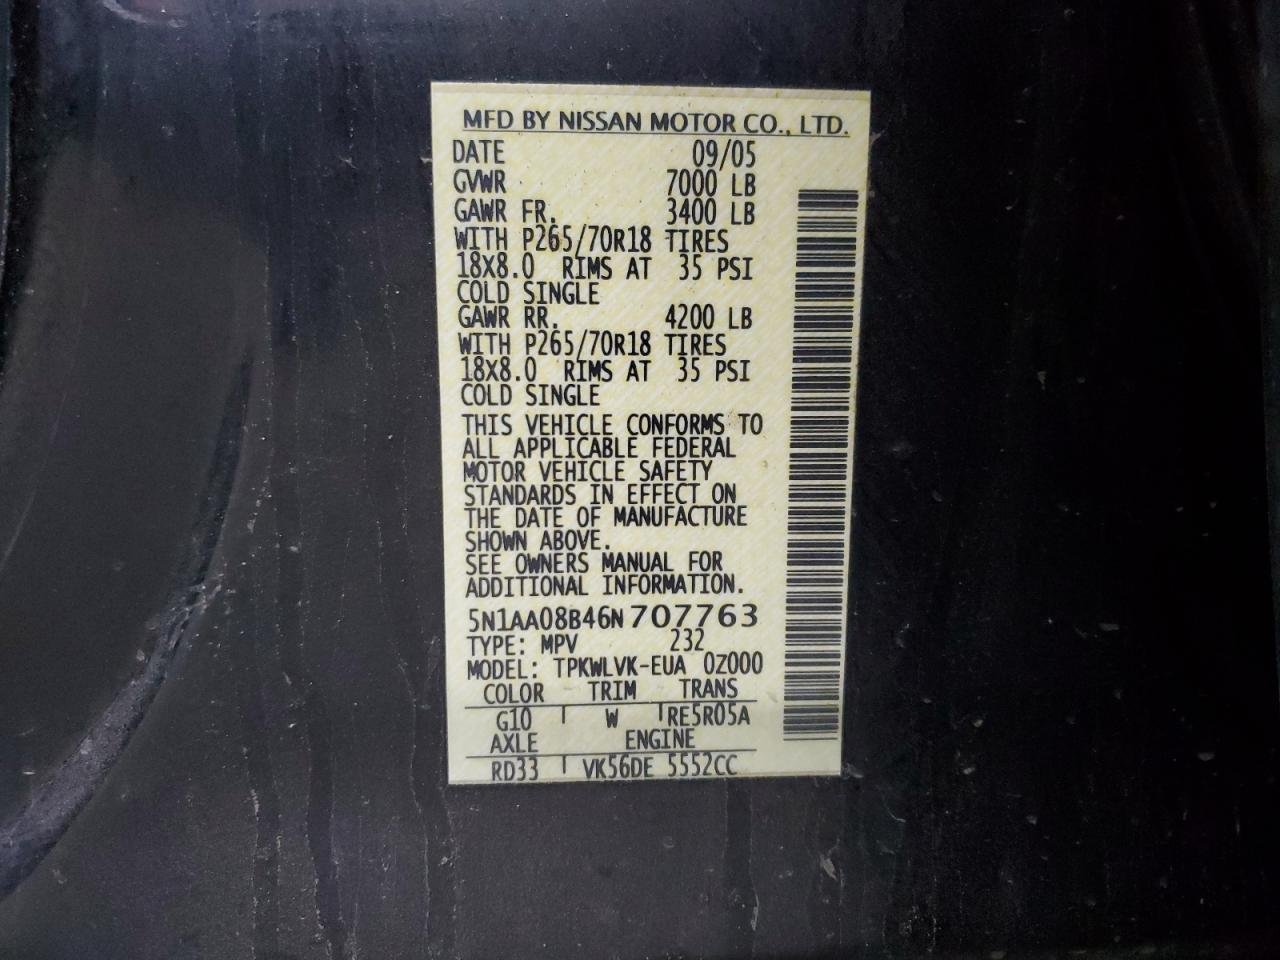 MFD BY NISSAN MOTOR CO., LTD.
DATE 09/05
GVWR 7000 LB
GAWR FR. 3400 LB
WITH P265/70R18 TIRES
18X8.0 RIMS AT 35 PSI
COLD SINGLE
GAWR RR. 4200 LB
WITH P265/70R18 TIRES
18X8.0 RIMS AT 35 PSI
COLD SINGLE
THIS VEHICLE CONFORMS TO
ALL APPLICABLE FEDERAL
MOTOR VEHICLE SAFETY
STANDARDS IN EFFECT ON
THE DATE OF MANUFACTURE
SHOWN ABOVE.
SEE OWNERS MANUAL FOR
ADDITIONAL INFORMATION.
5N1AA08B46N707763
TYPE: MPV 232
MODEL: TPKWLVK-EUA 0Z000
COLOR TRIM TRANS
G10 W RE5R05A
AXLE ENGINE
RD33 VK56DE 5552CC